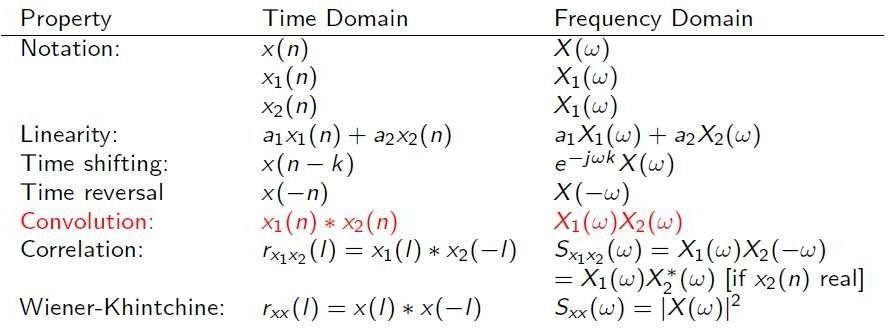 Property Time Domain Frequency Domain
Notation: x(n) X(ω)
x₁(n) X₁(ω)
x₂(n) X₁(ω)
Linearity: a₁x₁(n) + a₂x₂(n) a₁X₁(ω) + a₂X₂(ω)
Time shifting: x(n − k) e^{−jωk} X(ω)
Time reversal x(−n) X(−ω)
Convolution: x₁(n) ∗ x₂(n) X₁(ω)X₂(ω)
Correlation: r_{x₁x₂}(l) = x₁(l) ∗ x₂(−l) S_{x₁x₂}(ω) = X₁(ω)X₂(−ω)
= X₁(ω)X₂*(ω) [if x₂(n) real]
Wiener-Khintchine: r_{xx}(l) = x(l) ∗ x(−l) S_{xx}(ω) = |X(ω)|²